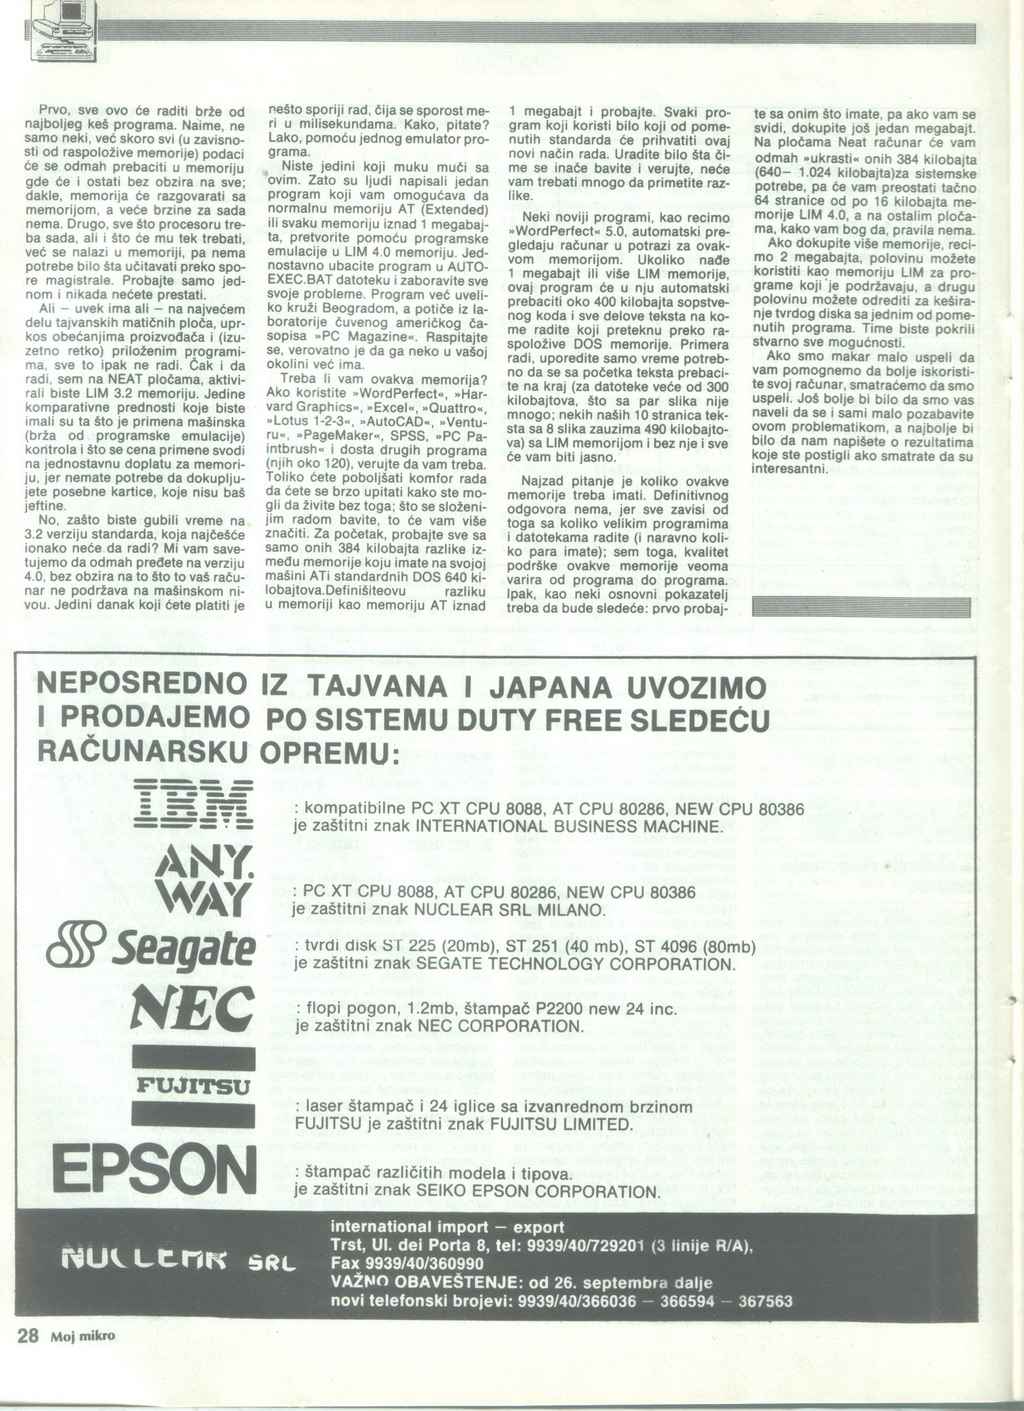 Prvo, sve ovo će raditi brže od
najboljeg keš programa. Naime, ne
samo neki, već skoro svi (u zavisno-
sti od raspoložive memorije) podaci
će se odmah prebaciti u memoriju
gde će i ostati bez obzira na sve;
dakle, memorija će razgovarati sa
memorijom, a veće brzine za sada
nema. Drugo, sve što procesoru tre-
ba sada, ali i što će mu tek trebati,
već se nalazi u memoriji, pa nema
potrebe bilo šta učitavati preko spo-
re magistrale. Probajte samo jed-
nom i nikada nećete prestati.
Ali — uvek ima ali — na najvećem
delu tajvanskih matičnih ploča, upr-
kos obećanjima proizvođača i (izu-
zetno retko) priloženim programi-
ma, sve to ipak ne radi. Čak i da
radi, sem na NEAT pločama, aktivi-
rali biste LIM 3.2 memoriju. Jedine
komparativne prednosti koje biste
imali su ta što je primena mašinska
(brža od programske emulacije)
kontrola i što se cena primene svodi
na jednostavnu doplatu za memori-
ju, jer nemate potrebe da dokuplju-
jete posebne kartice, koje nisu baš
jeftine.
No, zašto biste gubili vreme na
3.2 verziju standarda, koja najčešće
ionako neće da radi? Mi vam save-
tujemo da odmah pređete na verziju
4.0, bez obzira na to što to vaš raču-
nar ne podržava na mašinskom ni-
vou. Jedini danak koji ćete platiti je
nešto sporiji rad, čija se sporost me-
ri u milisekundama. Kako, pitate?
Lako, pomoću jednog emulator pro-
grama.
Niste jedini koji muku muči sa
ovim. Zato su ljudi napisali jedan
program koji vam omogućava da
normalnu memoriju AT (Extended)
ili svaku memoriju iznad 1 megabaj-
ta, pretvorite pomoću programske
emulacije u LIM 4.0 memoriju. Jed-
nostavno ubacite program u AUTO-
EXEC.BAT datoteku i zaboravite sve
svoje probleme. Program već uveli-
ko kruži Beogradom, a potiče iz la-
boratorije čuvenog američkog ča-
sopisa »PC Magazine«. Raspitajte
se, verovatno je da ga neko u vašoj
okolini već ima.
Treba li vam ovakva memorija?
Ako koristite »WordPerfect«, »Har-
vard Graphics«, »Excel«, »Quattro«,
»Lotus 1-2-3«, »AutoCAD«, »Ventu-
ru«, »PageMaker«, SPSS, »PC Pa-
intbrush« i dosta drugih programa
(njih oko 120), verujte da vam treba.
Toliko ćete poboljšati komfor rada
da ćete se brzo upitati kako ste mo-
gli da živite bez toga; što se složeni-
jim radom bavite, to će vam više
značiti. Za početak, probajte sve sa
samo onih 384 kilobajta razlike iz-
među memorije koju imate na svojoj
mašini ATi standardnih DOS 640 ki-
lobajtova.Definišiteovu razliku
u memoriji kao memoriju AT iznad
1 megabajt i probajte. Svaki pro-
gram koji koristi bilo koji od pome-
nutih standarda će prihvatiti ovaj
novi način rada. Uradite bilo šta či-
me se inače bavite i verujte, neće
vam trebati mnogo da primetite raz-
like.
Neki noviji programi, kao recimo
»WordPerfect« 5.0, automatski pre-
gledaju računar u potrazi za ovak-
vom memorijom. Ukoliko nađe
1 megabajt ili više LIM memorije,
ovaj program će u nju automatski
prebaciti oko 400 kilobajta sopstve-
nog koda i sve delove teksta na ko-
me radite koji preteknu preko ra-
spoložive DOS memorije. Primera
radi, uporedite samo vreme potreb-
no da se sa početka teksta prebaci-
te na kraj (za datoteke veće od 300
kilobajtova, što sa par slika nije
mnogo; nekih naših 10 stranica tek-
sta sa 8 slika zauzima 490 kilobajto-
va) sa LIM memorijom i bez nje i sve
će vam biti jasno.
Najzad pitanje je koliko ovakve
memorije treba imati. Definitivnog
odgovora nema, jer sve zavisi od
toga sa koliko velikim programima
i datotekama radite (i naravno koli-
ko para imate); sem toga, kvalitet
podrške ovakve memorije veoma
varira od programa do programa.
Ipak, kao neki osnovni pokazatelj
treba da bude sledeće: prvo probaj-
te sa onim što imate, pa ako vam se
svidi, dokupite još jedan megabajt.
Na pločama Neat računar će vam
odmah »ukrasti« onih 384 kilobajta
(640— 1.024 kilobajta)za sistemske
potrebe, pa će vam preostati tačno
64 stranice od po 16 kilobajta me-
morije LIM 4.0, a na ostalim ploča-
ma, kako vam bog da, pravila nema.
Ako dokupite više memorije, reci-
mo 2 megabajta, polovinu možete
koristiti kao memoriju LIM za pro-
grame koji je podržavaju, a drugu
polovinu možete odrediti za kešira-
nje tvrdog diska sa jednim od pome-
nutih programa. Time biste pokrili
stvarno sve mogućnosti.
Ako smo makar malo uspeli da
vam pomognemo da bolje iskoristi-
te svoj računar, smatraćemo da smo
uspeli. Još bolje bi bilo da smo vas
naveli da se i sami malo pozabavite
ovom problematikom, a najbolje bi
bilo da nam napišete o rezultatima
koje ste postigli ako smatrate da su
interesantni.
NEPOSREDNO IZ TAJVANA I JAPANA UVOZIMO
I PRODAJEMO PO SISTEMU DUTY FREE SLEDEĆU
RAČUNARSKU OPREMU:
IBM
: kompatibilne PC XT CPU 8088, AT CPU 80286, NEW CPU 80386
je zaštitni znak INTERNATIONAL BUSINESS MACHINE.
ANY.
WAY
: PC XT CPU 8088, AT CPU 80286, NEW CPU 80386
je zaštitni znak NUCLEAR SRL MILANO.
Seagate
: tvrdi disk ST 225 (20mb), ST 251 (40 mb), ST 4096 (80mb)
je zaštitni znak SEGATE TECHNOLOGY CORPORATION.
NEC
: flopi pogon, 1.2mb, štampač P2200 new 24 inc.
je zaštitni znak NEC CORPORATION.
FUJITSU
: laser štampač i 24 iglice sa izvanrednom brzinom
FUJITSU je zaštitni znak FUJITSU LIMITED.
EPSON
: štampač različitih modela i tipova.
je zaštitni znak SEIKO EPSON CORPORATION.
NUCLEAR SRL
international import — export
Trst, Ul. dei Porta 8, tel: 9939/40/729201 (3 linije R/A),
Fax 9939/40/360990
VAŽNO OBAVEŠTENJE: od 26. septembra dalje
novi telefonski brojevi: 9939/40/366036 — 366594 — 367563
28 Moj mikro